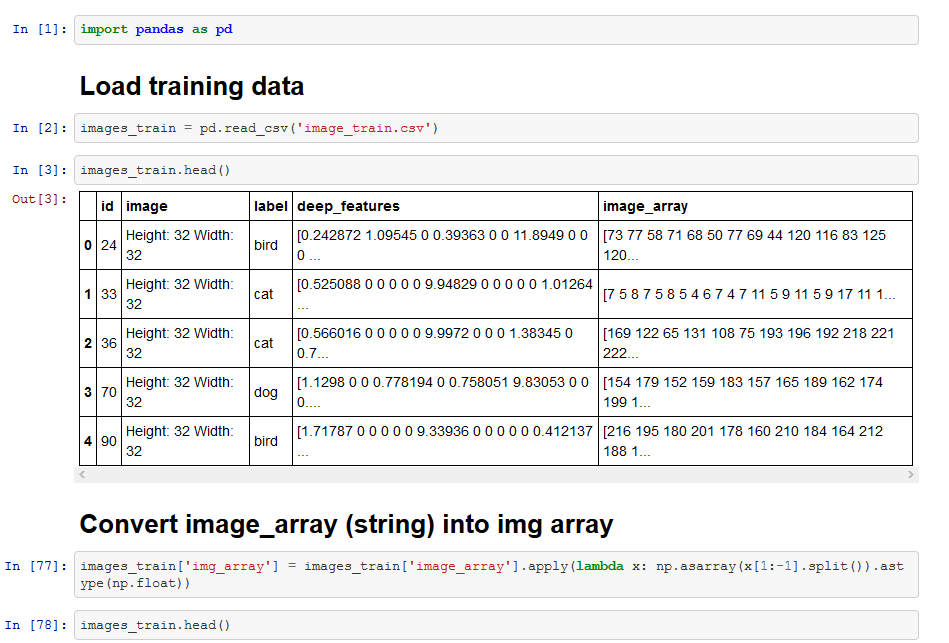 In [1]: import pandas as pd
Load training data
In [2]: images_train = pd.read_csv('image_train.csv')
In [3]: images_train.head()
Out[3]:
id image label deep_features image_array
0 24 Height: 32 Width: 32 bird [0.242872 1.09545 0 0.39363 0 0 11.8949 0 0 0 ... [73 77 58 71 68 50 77 69 44 120 116 83 125 120...
1 33 Height: 32 Width: 32 cat [0.525088 0 0 0 0 0 9.94829 0 0 0 0 0 1.01264 ... [7 5 8 7 5 8 5 4 6 7 4 7 11 5 9 11 5 9 17 11 1...
2 36 Height: 32 Width: 32 cat [0.566016 0 0 0 0 0 9.9972 0 0 0 1.38345 0 0.7... [169 122 65 131 108 75 193 196 192 218 221 222...
3 70 Height: 32 Width: 32 dog [1.1298 0 0 0.778194 0 0.758051 9.83053 0 0 0.... [154 179 152 159 183 157 165 189 162 174 199 1...
4 90 Height: 32 Width: 32 bird [1.71787 0 0 0 0 0 9.33936 0 0 0 0 0 0.412137 ... [216 195 180 201 178 160 210 184 164 212 188 1...
Convert image_array (string) into img array
In [77]: images_train['img_array'] = images_train['image_array'].apply(lambda x: np.asarray(x[1:-1].split()).ast
ype(np.float))
In [78]: images_train.head()